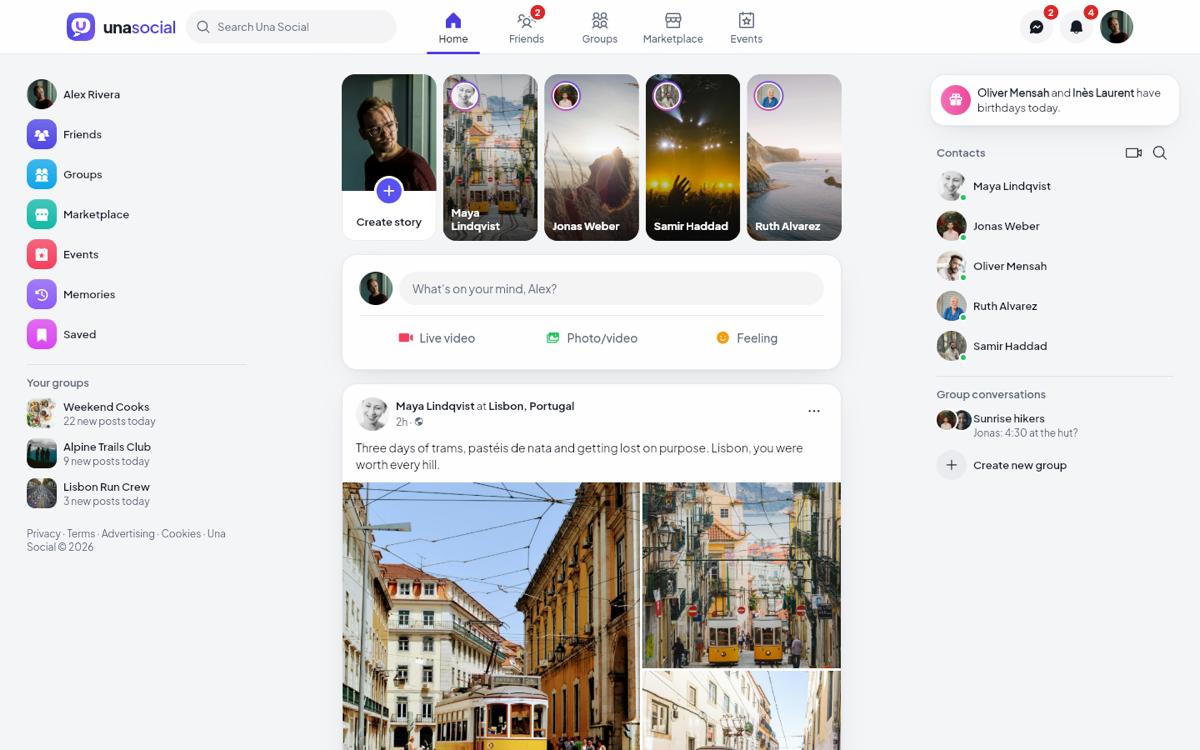 unasocial
Search Una Social
2
Home
Friends
Groups
Marketplace
Events
2
4
Alex Rivera
Friends
Groups
Marketplace
Events
Memories
Saved
Your groups
Weekend Cooks
22 new posts today
Alpine Trails Club
9 new posts today
Lisbon Run Crew
3 new posts today
Privacy · Terms · Advertising · Cookies · Una
Social © 2026
Create story
Maya
Lindqvist
Jonas Weber
Samir Haddad
Ruth Alvarez
What's on your mind, Alex?
Live video
Photo/video
Feeling
Maya Lindqvist at Lisbon, Portugal
2h ·
Three days of trams, pastéis de nata and getting lost on purpose. Lisbon, you were
worth every hill.
Oliver Mensah and Inès Laurent have
birthdays today.
Contacts
Maya Lindqvist
Jonas Weber
Oliver Mensah
Ruth Alvarez
Samir Haddad
Group conversations
Sunrise hikers
Jonas: 4:30 at the hut?
Create new group